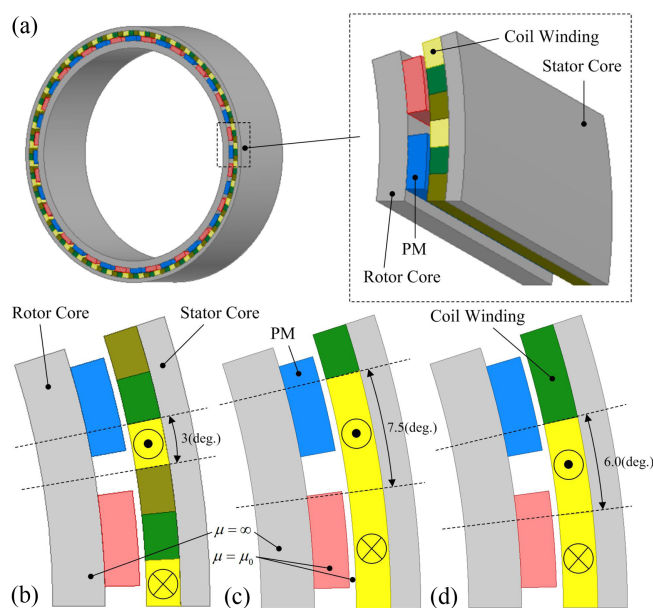 (a)
Coil Winding
Stator Core
PM
Rotor Core
Rotor Core
Stator Core
PM
Coil Winding
3(deg.)
7.5(deg.)
6.0(deg.)
μ = ∞
μ = μ₀
(b)
(c)
(d)